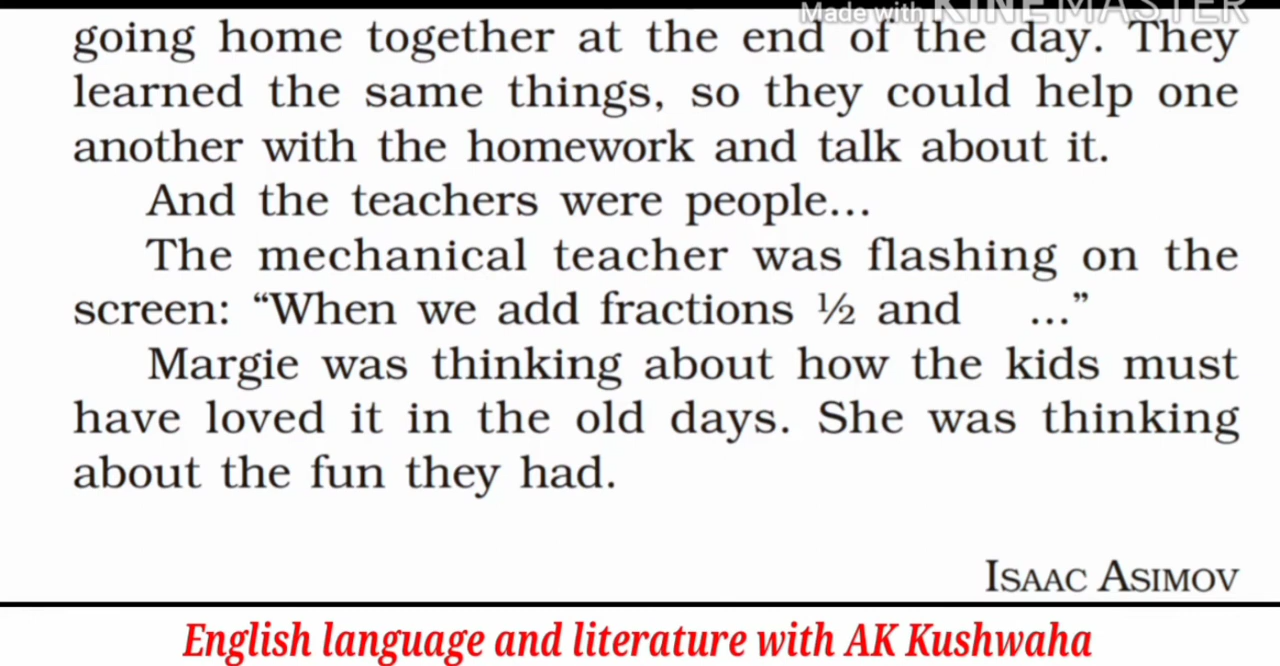 Made with KINEMASTER
going home together at the end of the day. They
learned the same things, so they could help one
another with the homework and talk about it.
And the teachers were people...
The mechanical teacher was flashing on the
screen: “When we add fractions ½ and ...”
Margie was thinking about how the kids must
have loved it in the old days. She was thinking
about the fun they had.
ISAAC ASIMOV
English language and literature with AK Kushwaha